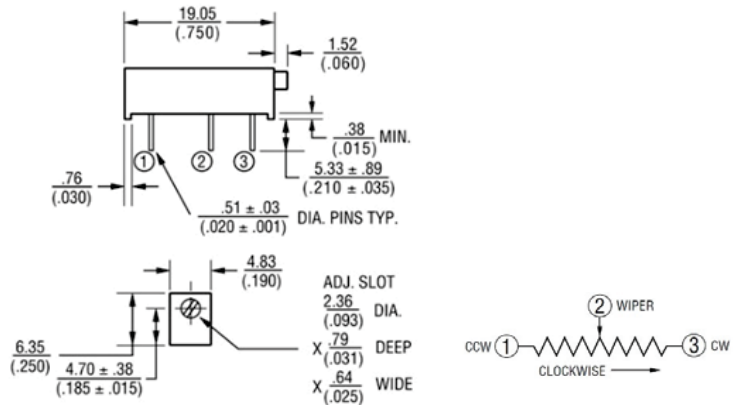 19.05
(.750)
1.52
(.060)
.38 MIN.
(.015)
1 2 3
5.33 ± .89
(.210 ± .035)
.76
(.030)
.51 ± .03 DIA. PINS TYP.
(.020 ± .001)
4.83
(.190)
ADJ. SLOT
2.36 DIA.
(.093)
X .79 DEEP
(.031)
X .64 WIDE
(.025)
6.35
(.250)
4.70 ± .38
(.185 ± .015)
2 WIPER
CCW 1 3 CW
CLOCKWISE